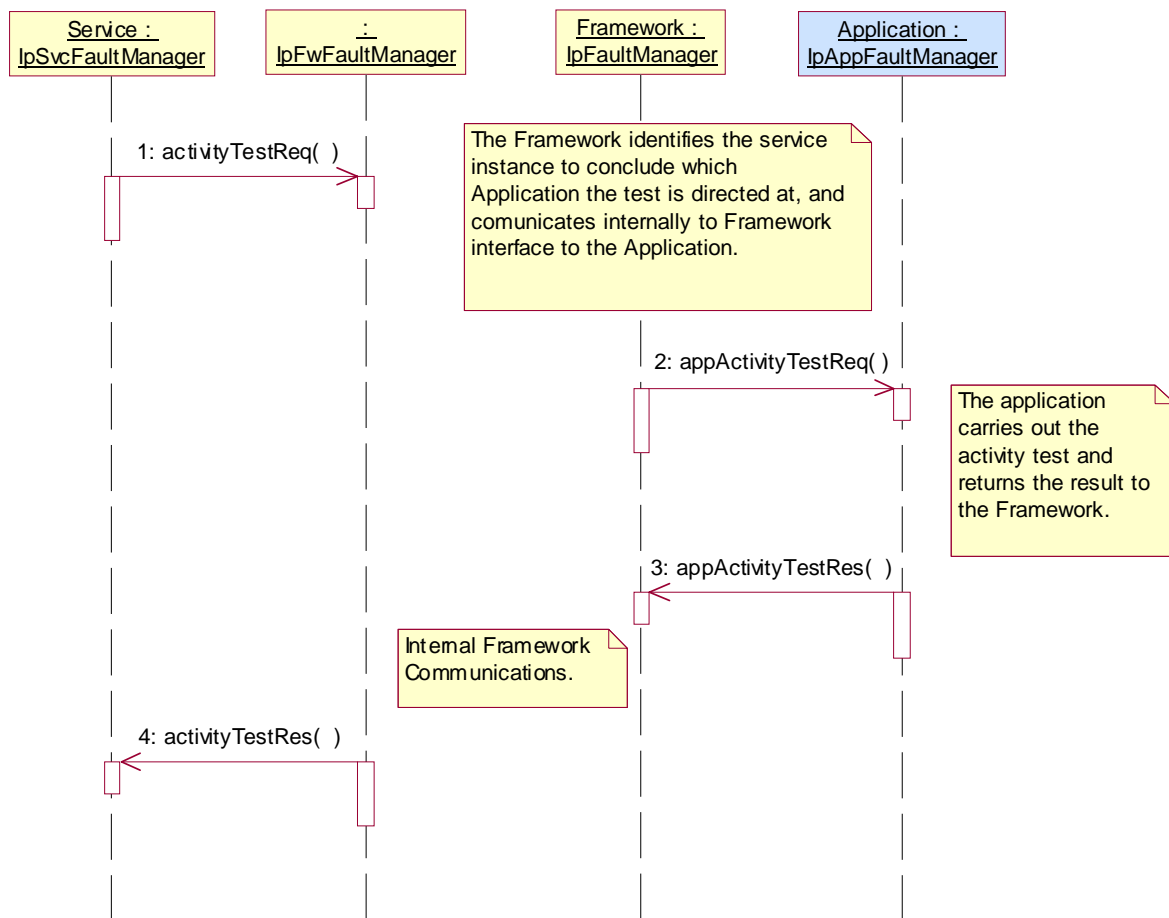 Service :
IpSvcFaultManager
:
IpFwFaultManager
Framework :
IpFaultManager
Application :
IpAppFaultManager
1: activityTestReq( )
The Framework identifies the service
instance to conclude which
Application the test is directed at, and
comunicates internally to Framework
interface to the Application.
2: appActivityTestReq( )
The application
carries out the
activity test and
returns the result to
the Framework.
3: appActivityTestRes( )
Internal Framework
Communications.
4: activityTestRes( )